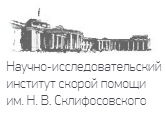 Научно-исследовательский
институт скорой помощи
им. Н. В. Склифосовского